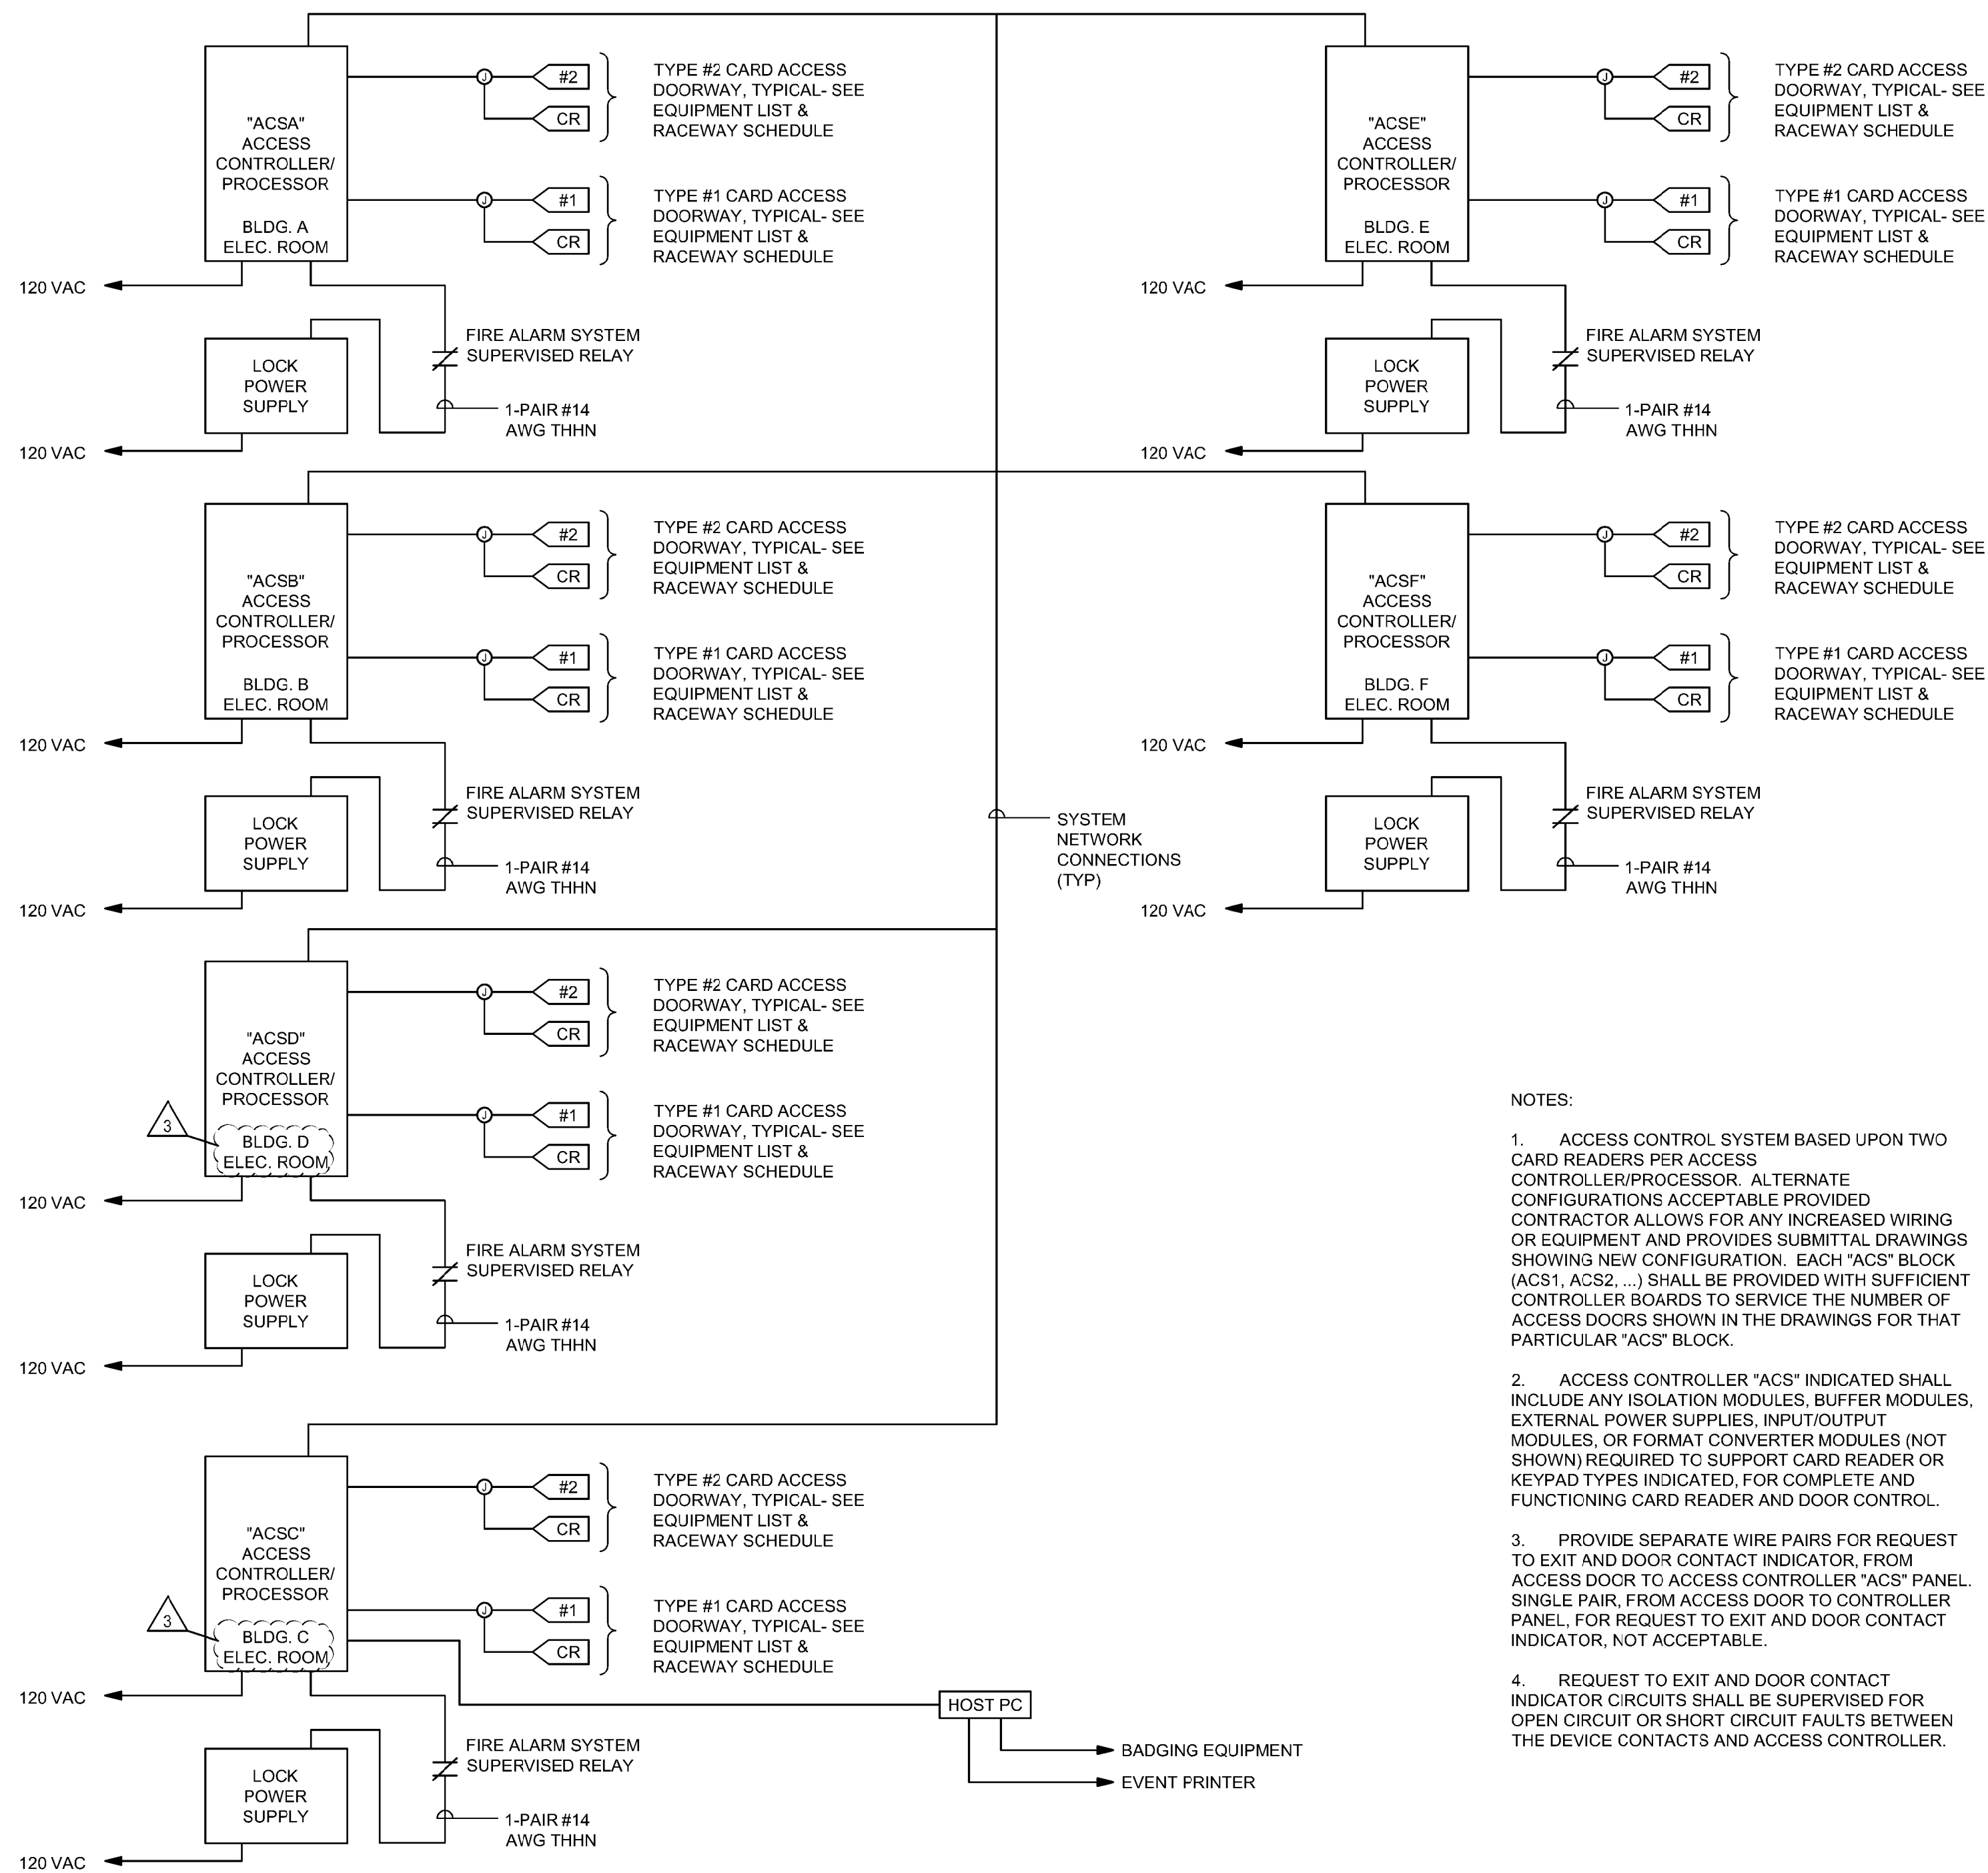 "ACSA"
ACCESS
CONTROLLER/
PROCESSOR
BLDG. A
ELEC. ROOM
J
#2
CR
TYPE #2 CARD ACCESS
DOORWAY, TYPICAL- SEE
EQUIPMENT LIST &
RACEWAY SCHEDULE
J
#1
CR
TYPE #1 CARD ACCESS
DOORWAY, TYPICAL- SEE
EQUIPMENT LIST &
RACEWAY SCHEDULE
120 VAC
FIRE ALARM SYSTEM
SUPERVISED RELAY
LOCK
POWER
SUPPLY
1-PAIR #14
AWG THHN
120 VAC
"ACSE"
ACCESS
CONTROLLER/
PROCESSOR
BLDG. E
ELEC. ROOM
J
#2
CR
TYPE #2 CARD ACCESS
DOORWAY, TYPICAL- SEE
EQUIPMENT LIST &
RACEWAY SCHEDULE
J
#1
CR
TYPE #1 CARD ACCESS
DOORWAY, TYPICAL- SEE
EQUIPMENT LIST &
RACEWAY SCHEDULE
120 VAC
FIRE ALARM SYSTEM
SUPERVISED RELAY
LOCK
POWER
SUPPLY
1-PAIR #14
AWG THHN
120 VAC
"ACSB"
ACCESS
CONTROLLER/
PROCESSOR
BLDG. B
ELEC. ROOM
J
#2
CR
TYPE #2 CARD ACCESS
DOORWAY, TYPICAL- SEE
EQUIPMENT LIST &
RACEWAY SCHEDULE
J
#1
CR
TYPE #1 CARD ACCESS
DOORWAY, TYPICAL- SEE
EQUIPMENT LIST &
RACEWAY SCHEDULE
120 VAC
FIRE ALARM SYSTEM
SUPERVISED RELAY
LOCK
POWER
SUPPLY
1-PAIR #14
AWG THHN
120 VAC
SYSTEM
NETWORK
CONNECTIONS
(TYP)
"ACSF"
ACCESS
CONTROLLER/
PROCESSOR
BLDG. F
ELEC. ROOM
J
#2
CR
TYPE #2 CARD ACCESS
DOORWAY, TYPICAL- SEE
EQUIPMENT LIST &
RACEWAY SCHEDULE
J
#1
CR
TYPE #1 CARD ACCESS
DOORWAY, TYPICAL- SEE
EQUIPMENT LIST &
RACEWAY SCHEDULE
120 VAC
FIRE ALARM SYSTEM
SUPERVISED RELAY
LOCK
POWER
SUPPLY
1-PAIR #14
AWG THHN
120 VAC
"ACSD"
ACCESS
CONTROLLER/
PROCESSOR
3
BLDG. D
ELEC. ROOM
J
#2
CR
TYPE #2 CARD ACCESS
DOORWAY, TYPICAL- SEE
EQUIPMENT LIST &
RACEWAY SCHEDULE
J
#1
CR
TYPE #1 CARD ACCESS
DOORWAY, TYPICAL- SEE
EQUIPMENT LIST &
RACEWAY SCHEDULE
120 VAC
FIRE ALARM SYSTEM
SUPERVISED RELAY
LOCK
POWER
SUPPLY
1-PAIR #14
AWG THHN
120 VAC
"ACSC"
ACCESS
CONTROLLER/
PROCESSOR
3
BLDG. C
ELEC. ROOM
J
#2
CR
TYPE #2 CARD ACCESS
DOORWAY, TYPICAL- SEE
EQUIPMENT LIST &
RACEWAY SCHEDULE
J
#1
CR
TYPE #1 CARD ACCESS
DOORWAY, TYPICAL- SEE
EQUIPMENT LIST &
RACEWAY SCHEDULE
120 VAC
FIRE ALARM SYSTEM
SUPERVISED RELAY
LOCK
POWER
SUPPLY
1-PAIR #14
AWG THHN
120 VAC
HOST PC
BADGING EQUIPMENT
EVENT PRINTER
NOTES:
1. ACCESS CONTROL SYSTEM BASED UPON TWO
CARD READERS PER ACCESS
CONTROLLER/PROCESSOR. ALTERNATE
CONFIGURATIONS ACCEPTABLE PROVIDED
CONTRACTOR ALLOWS FOR ANY INCREASED WIRING
OR EQUIPMENT AND PROVIDES SUBMITTAL DRAWINGS
SHOWING NEW CONFIGURATION. EACH "ACS" BLOCK
(ACS1, ACS2, ...) SHALL BE PROVIDED WITH SUFFICIENT
CONTROLLER BOARDS TO SERVICE THE NUMBER OF
ACCESS DOORS SHOWN IN THE DRAWINGS FOR THAT
PARTICULAR "ACS" BLOCK.
2. ACCESS CONTROLLER "ACS" INDICATED SHALL
INCLUDE ANY ISOLATION MODULES, BUFFER MODULES,
EXTERNAL POWER SUPPLIES, INPUT/OUTPUT
MODULES, OR FORMAT CONVERTER MODULES (NOT
SHOWN) REQUIRED TO SUPPORT CARD READER OR
KEYPAD TYPES INDICATED, FOR COMPLETE AND
FUNCTIONING CARD READER AND DOOR CONTROL.
3. PROVIDE SEPARATE WIRE PAIRS FOR REQUEST
TO EXIT AND DOOR CONTACT INDICATOR, FROM
ACCESS DOOR TO ACCESS CONTROLLER "ACS" PANEL.
SINGLE PAIR, FROM ACCESS DOOR TO CONTROLLER
PANEL, FOR REQUEST TO EXIT AND DOOR CONTACT
INDICATOR, NOT ACCEPTABLE.
4. REQUEST TO EXIT AND DOOR CONTACT
INDICATOR CIRCUITS SHALL BE SUPERVISED FOR
OPEN CIRCUIT OR SHORT CIRCUIT FAULTS BETWEEN
THE DEVICE CONTACTS AND ACCESS CONTROLLER.